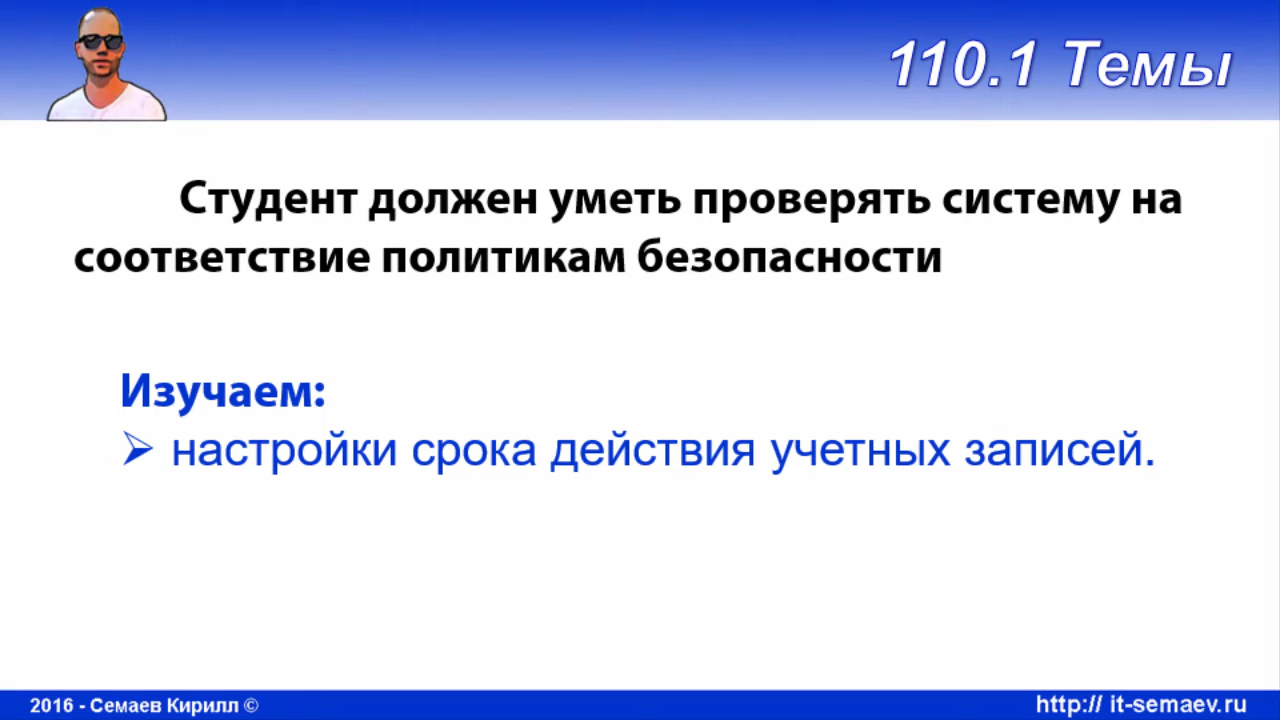 110.1 Темы
Студент должен уметь проверять систему на
соответствие политикам безопасности
Изучаем:
➢ настройки срока действия учетных записей.
2016 - Семаев Кирилл ©
http:// it-semaev.ru